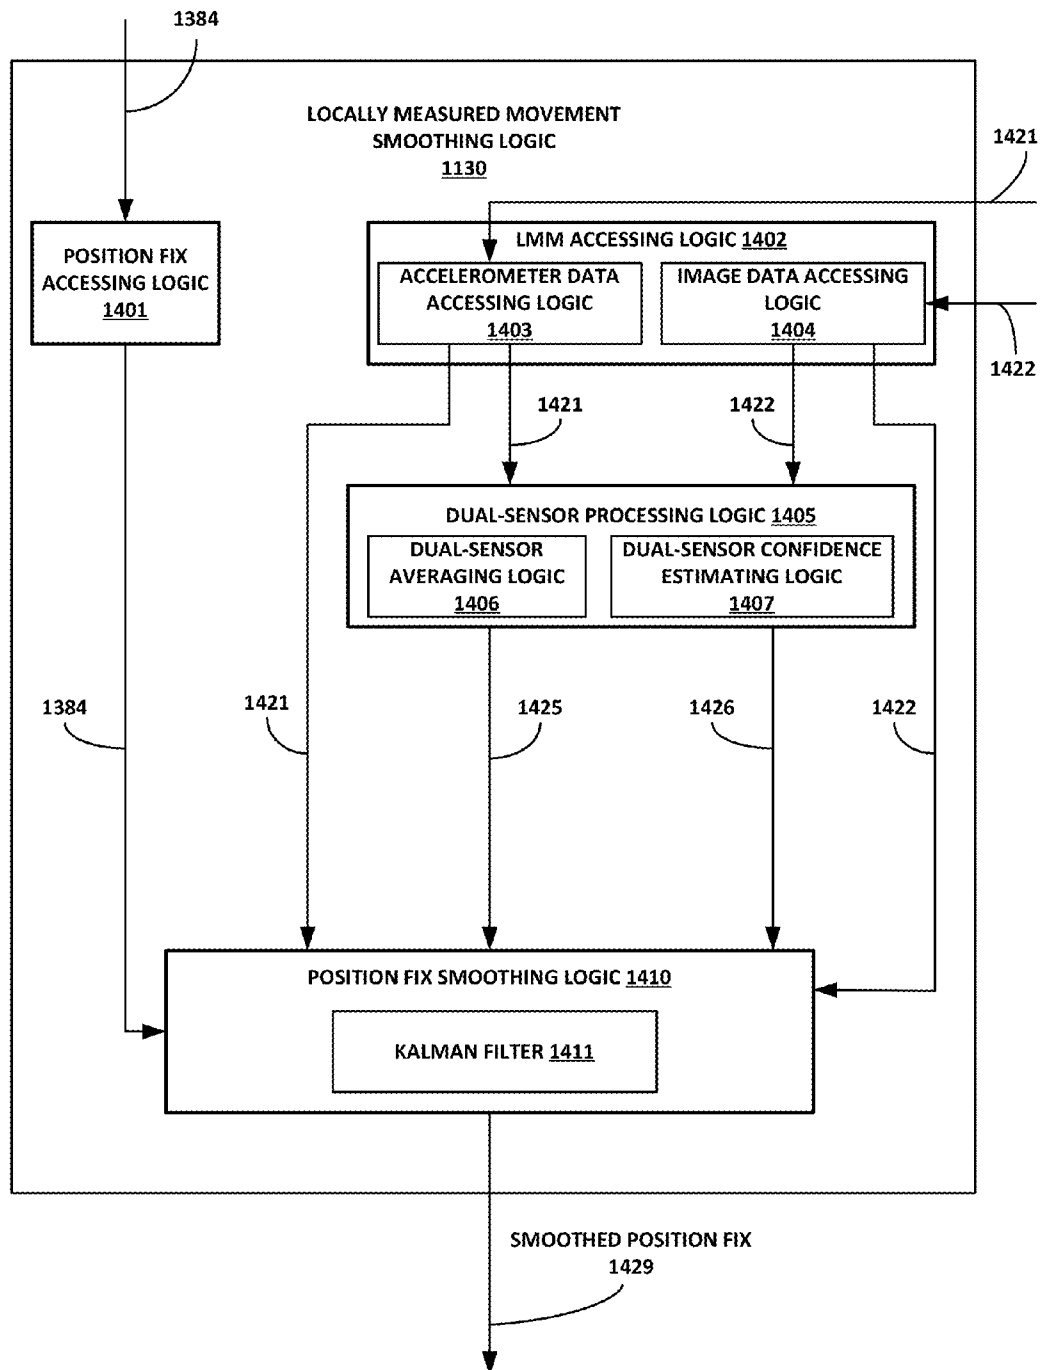 1384
LOCALLY MEASURED MOVEMENT
SMOOTHING LOGIC
1130
1421
POSITION FIX
ACCESSING LOGIC
1401
LMM ACCESSING LOGIC 1402
ACCELEROMETER DATA
ACCESSING LOGIC
1403
IMAGE DATA ACCESSING
LOGIC
1404
1422
1421
1422
DUAL-SENSOR PROCESSING LOGIC 1405
DUAL-SENSOR
AVERAGING LOGIC
1406
DUAL-SENSOR CONFIDENCE
ESTIMATING LOGIC
1407
1384
1421
1425
1426
1422
POSITION FIX SMOOTHING LOGIC 1410
KALMAN FILTER 1411
SMOOTHED POSITION FIX
1429